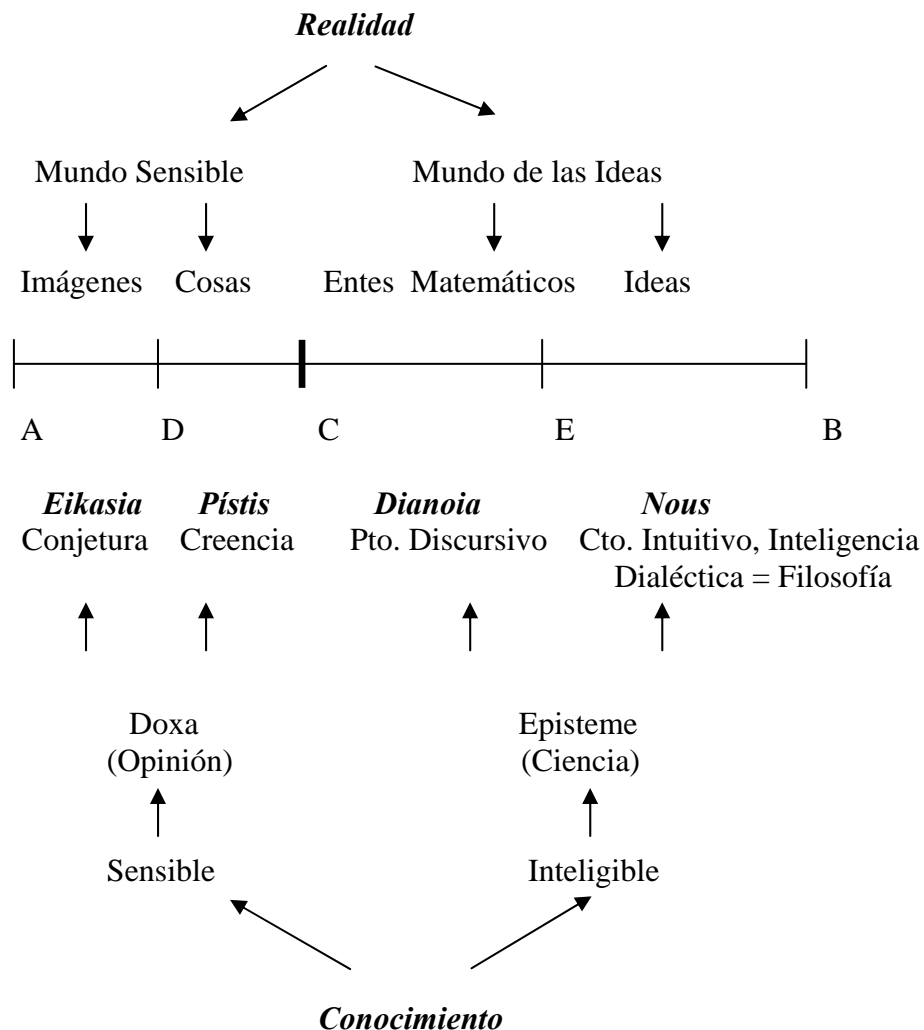 Realidad
Mundo Sensible Mundo de las Ideas
Imágenes Cosas Entes Matemáticos Ideas
A D C E B
Eikasia Pístis Dianoia Nous
Conjetura Creencia Pto. Discursivo Cto. Intuitivo, Inteligencia
Dialéctica = Filosofía
Doxa Episteme
(Opinión) (Ciencia)
Sensible Inteligible
Conocimiento